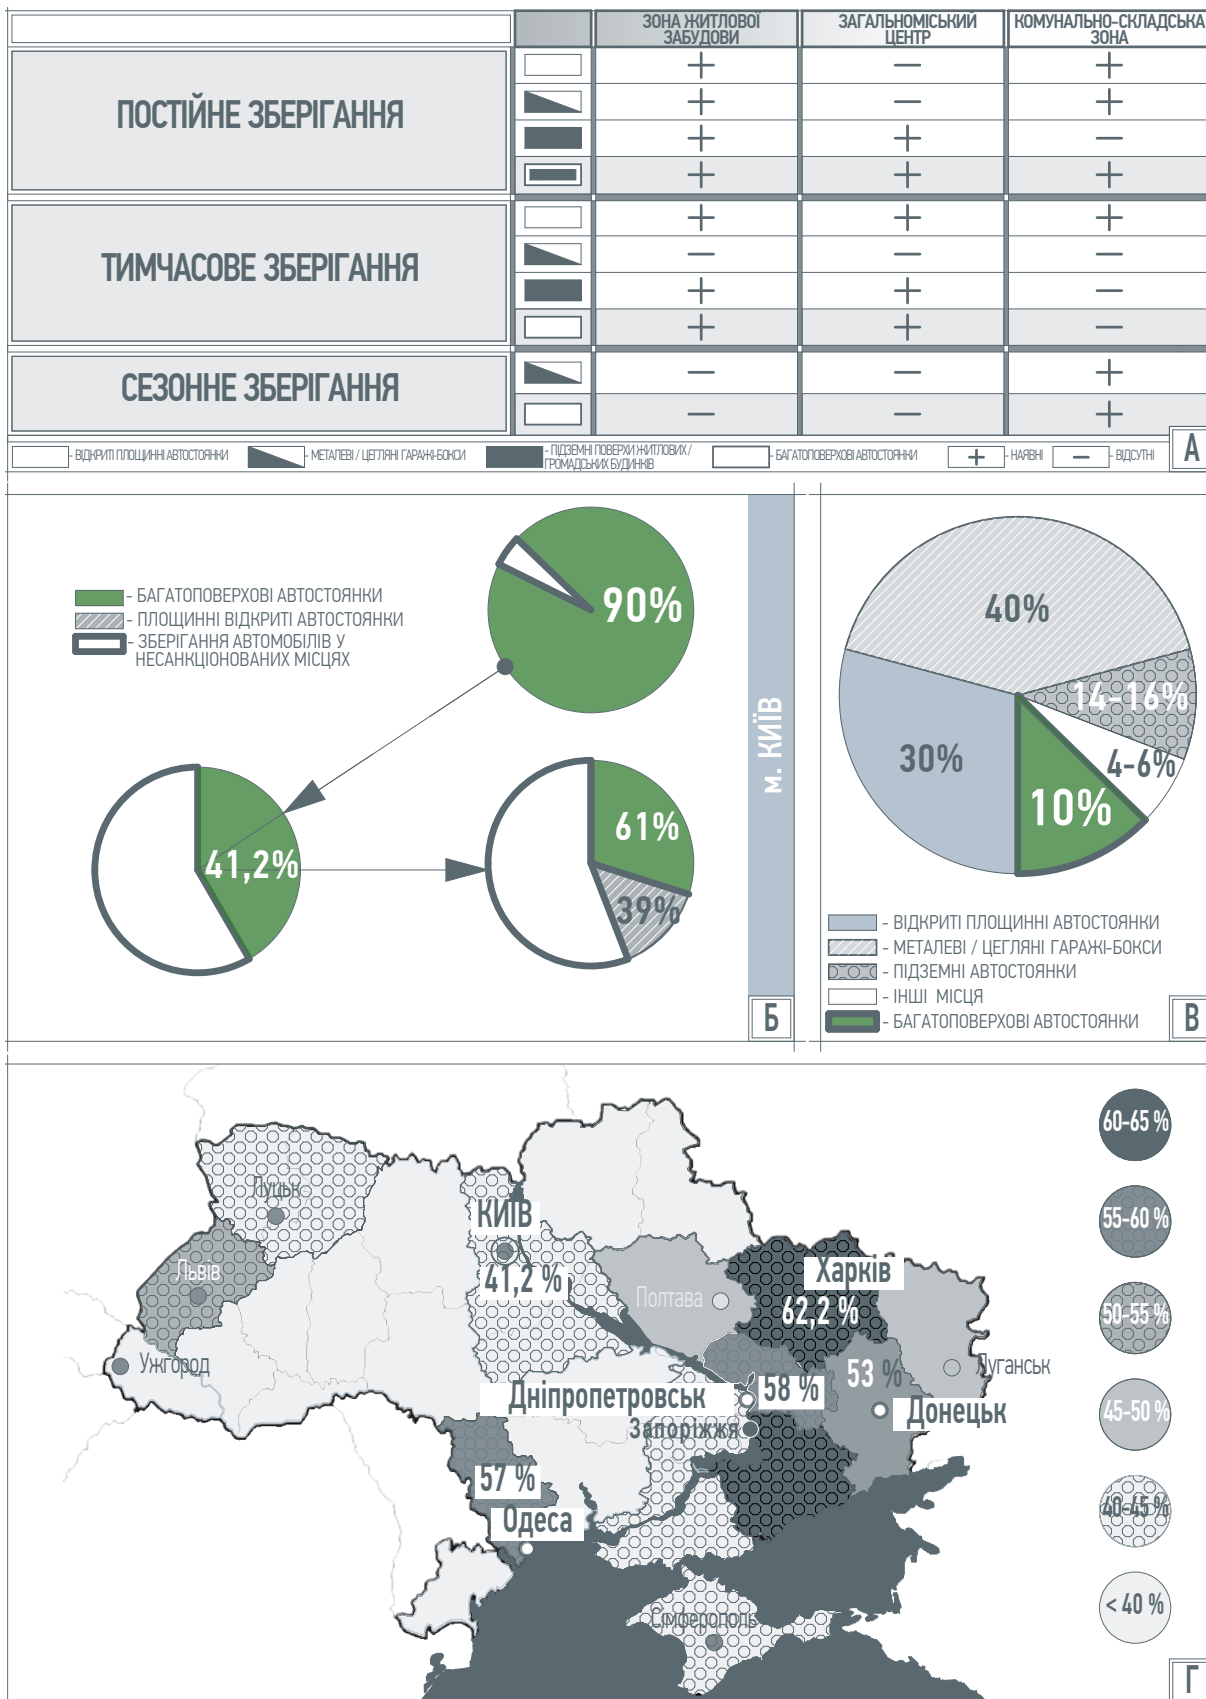 ЗОНА ЖИТЛОВОЇ
ЗАБУДОВИ
ЗАГАЛЬНОМІСЬКИЙ
ЦЕНТР
КОМУНАЛЬНО-СКЛАДСЬКА
ЗОНА
ПОСТІЙНЕ ЗБЕРІГАННЯ
+ – +
+ – +
+ + –
+ + +
ТИМЧАСОВЕ ЗБЕРІГАННЯ
+ + +
– – –
+ + –
+ + –
СЕЗОННЕ ЗБЕРІГАННЯ
– – +
– – +
- ВІДКРИТІ ПЛОЩИННІ АВТОСТОЯНКИ
- МЕТАЛЕВІ / ЦЕГЛЯНІ ГАРАЖІ-БОКСИ
- ПІДЗЕМНІ ПОВЕРХИ ЖИТЛОВИХ /
ГРОМАДСЬКИХ БУДИНКІВ
- БАГАТОПОВЕРХОВІ АВТОСТОЯНКИ
+ - НАЯВНІ
– - ВІДСУТНІ
А
- БАГАТОПОВЕРХОВІ АВТОСТОЯНКИ
- ПЛОЩИННІ ВІДКРИТІ АВТОСТОЯНКИ
- ЗБЕРІГАННЯ АВТОМОБІЛІВ У
НЕСАНКЦІОНОВАНИХ МІСЦЯХ
90%
41,2%
61%
39%
м. КИЇВ
Б
40%
14-16%
4-6%
30%
10%
- ВІДКРИТІ ПЛОЩИННІ АВТОСТОЯНКИ
- МЕТАЛЕВІ / ЦЕГЛЯНІ ГАРАЖІ-БОКСИ
- ПІДЗЕМНІ АВТОСТОЯНКИ
- ІНШІ МІСЦЯ
- БАГАТОПОВЕРХОВІ АВТОСТОЯНКИ
В
60-65 %
55-60 %
50-55 %
45-50 %
40-45 %
< 40 %
Луцьк
КИЇВ
41,2 %
Львів
Харків
62,2 %
Полтава
Ужгород
Луганськ
53 %
58 %
Дніпропетровськ
Донецьк
Запоріжжя
57 %
Одеса
Сімферополь
Г